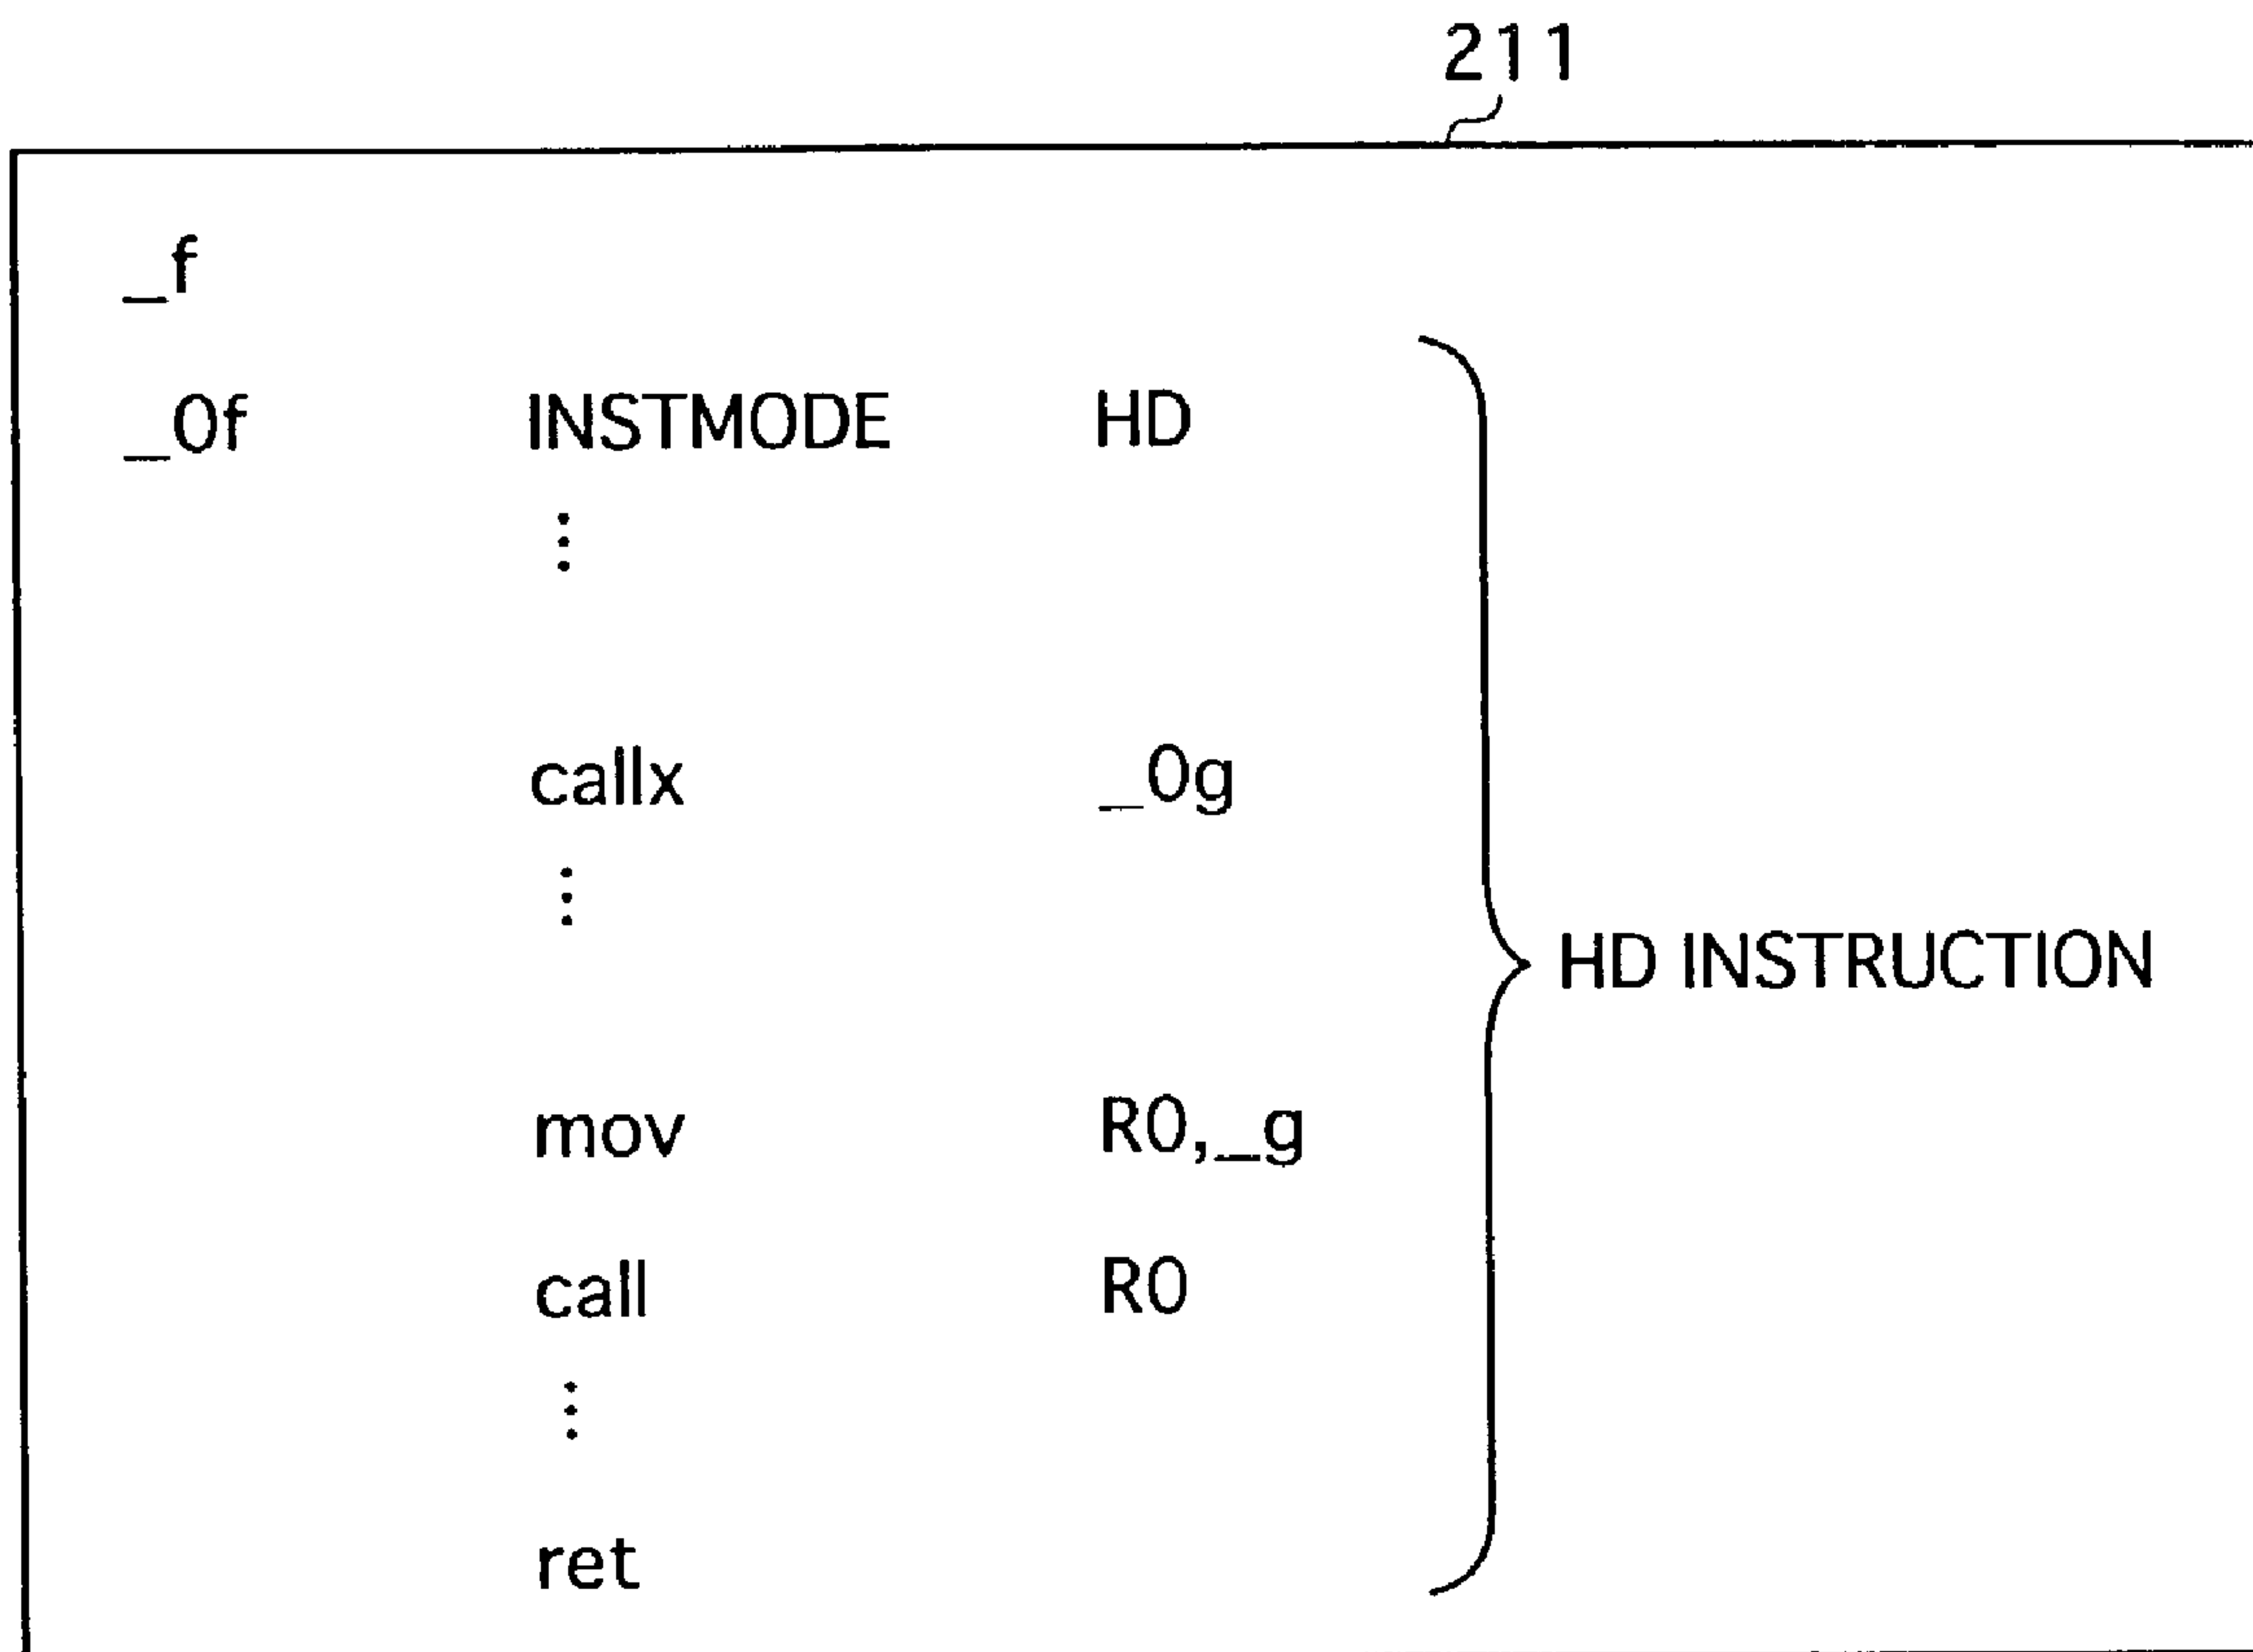 211
_f
_0f INSTMODE HD
⋮
callx _0g
⋮
HD INSTRUCTION
mov R0,_g
call R0
⋮
ret